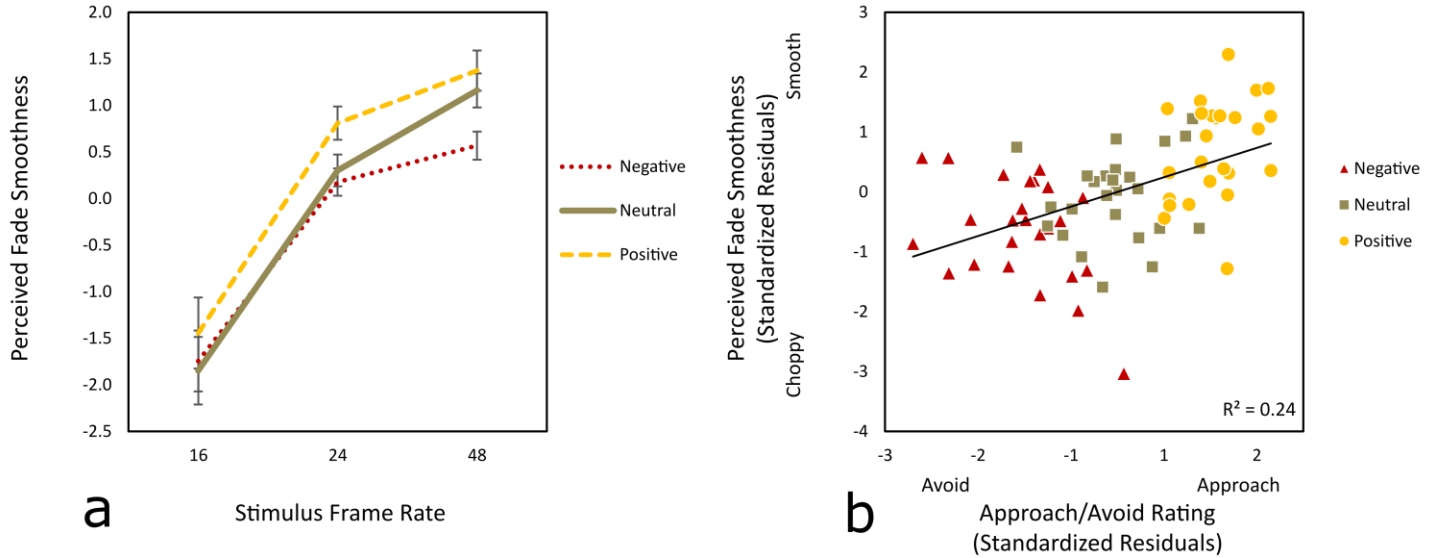 Perceived Fade Smoothness
2.0
1.5
1.0
0.5
0.0
-0.5
-1.0
-1.5
-2.0
-2.5
16
24
48
Stimulus Frame Rate
Negative
Neutral
Positive
a
Perceived Fade Smoothness
(Standardized Residuals)
Smooth
Choppy
3
2
1
0
-1
-2
-3
-4
R² = 0.24
-3
-2
-1
1
2
Avoid
Approach
Approach/Avoid Rating
(Standardized Residuals)
Negative
Neutral
Positive
b